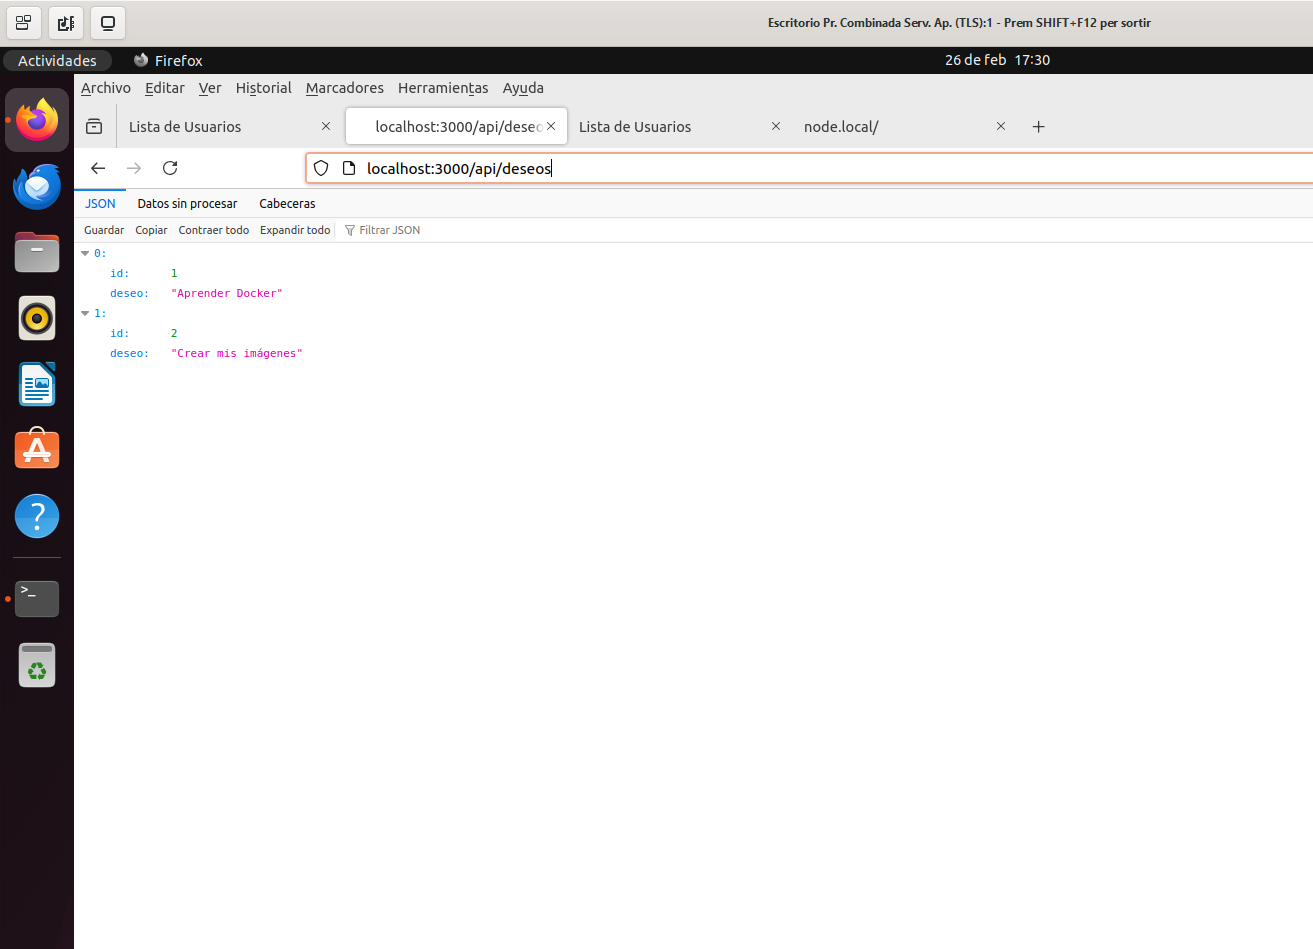 Escritorio Pr. Combinada Serv. Ap. (TLS):1 - Prem SHIFT+F12 per sortir
Actividades Firefox 26 de feb 17:30
Archivo Editar Ver Historial Marcadores Herramientas Ayuda
Lista de Usuarios localhost:3000/api/deseo Lista de Usuarios node.local/
localhost:3000/api/deseos
JSON Datos sin procesar Cabeceras
Guardar Copiar Contraer todo Expandir todo Filtrar JSON
0:
id: 1
deseo: "Aprender Docker"
1:
id: 2
deseo: "Crear mis imágenes"